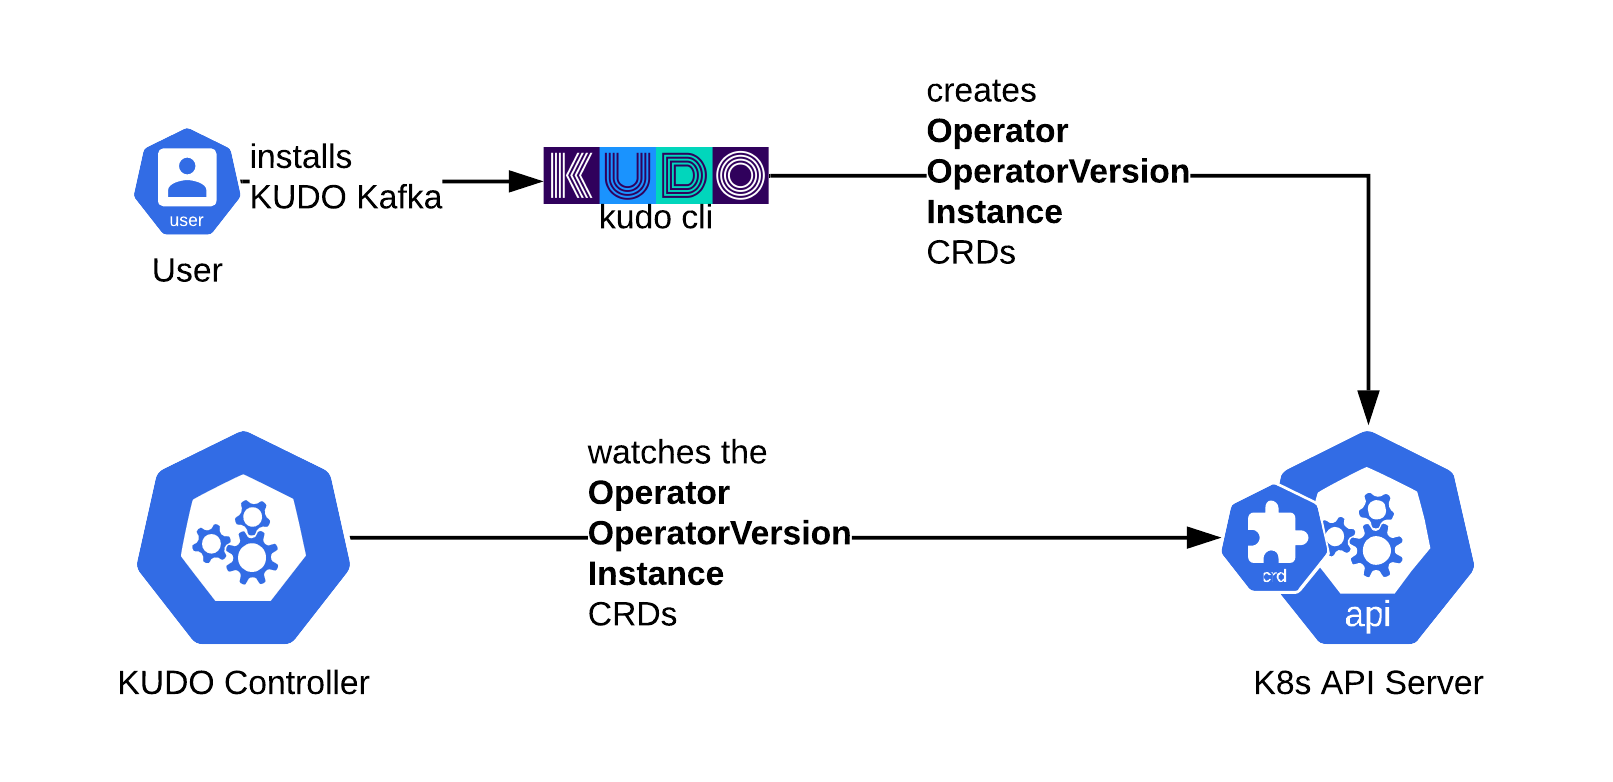 installs
KUDO Kafka
user
User
KUDO
kudo cli
creates
Operator
OperatorVersion
Instance
CRDs
watches the
Operator
OperatorVersion
Instance
CRDs
KUDO Controller
crd
api
K8s API Server